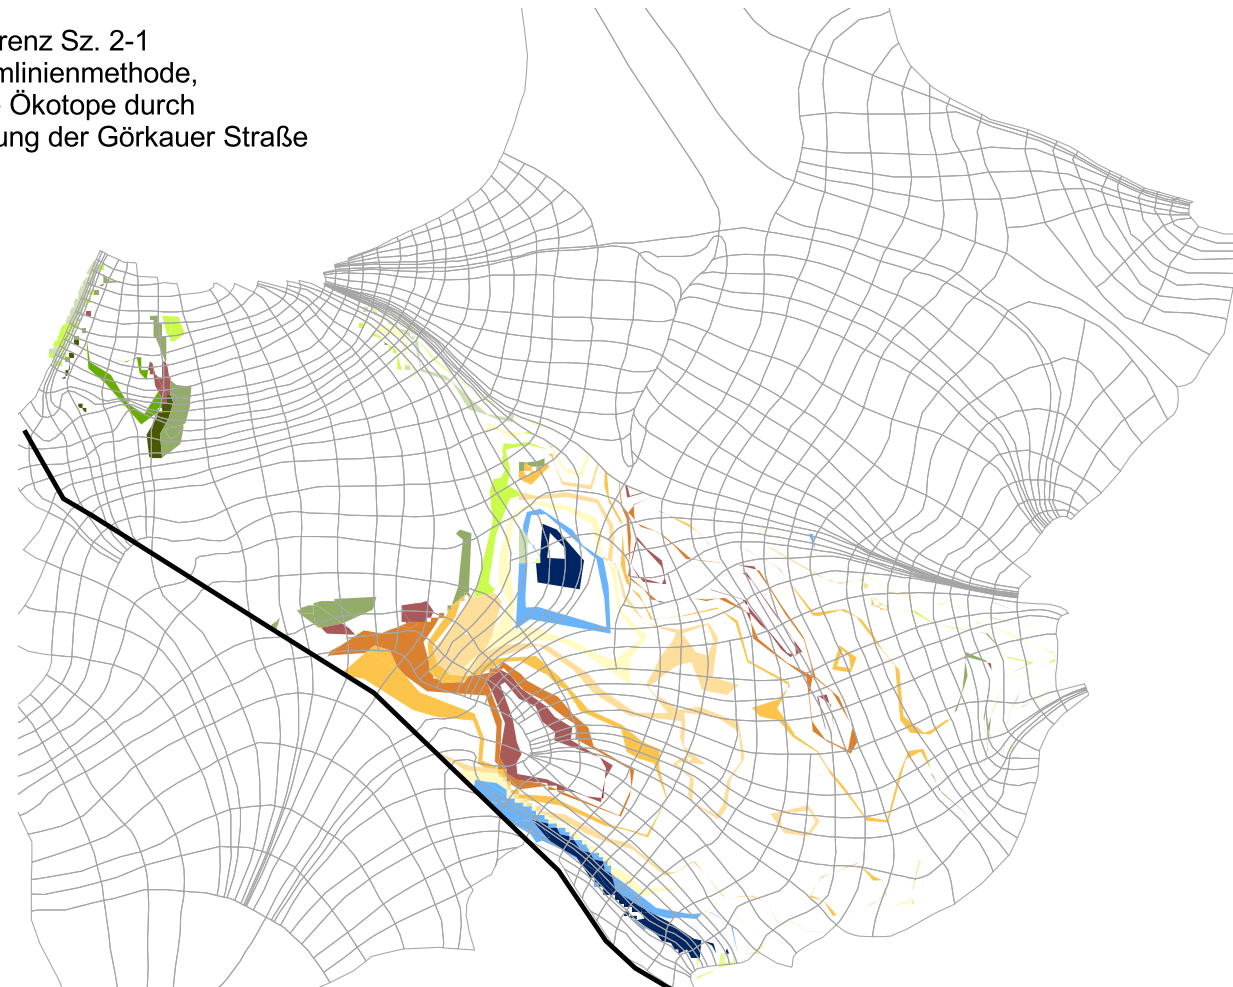 renz Sz. 2-1
mlinienmethode,
Ökotope durch
ung der Görkauer Straße